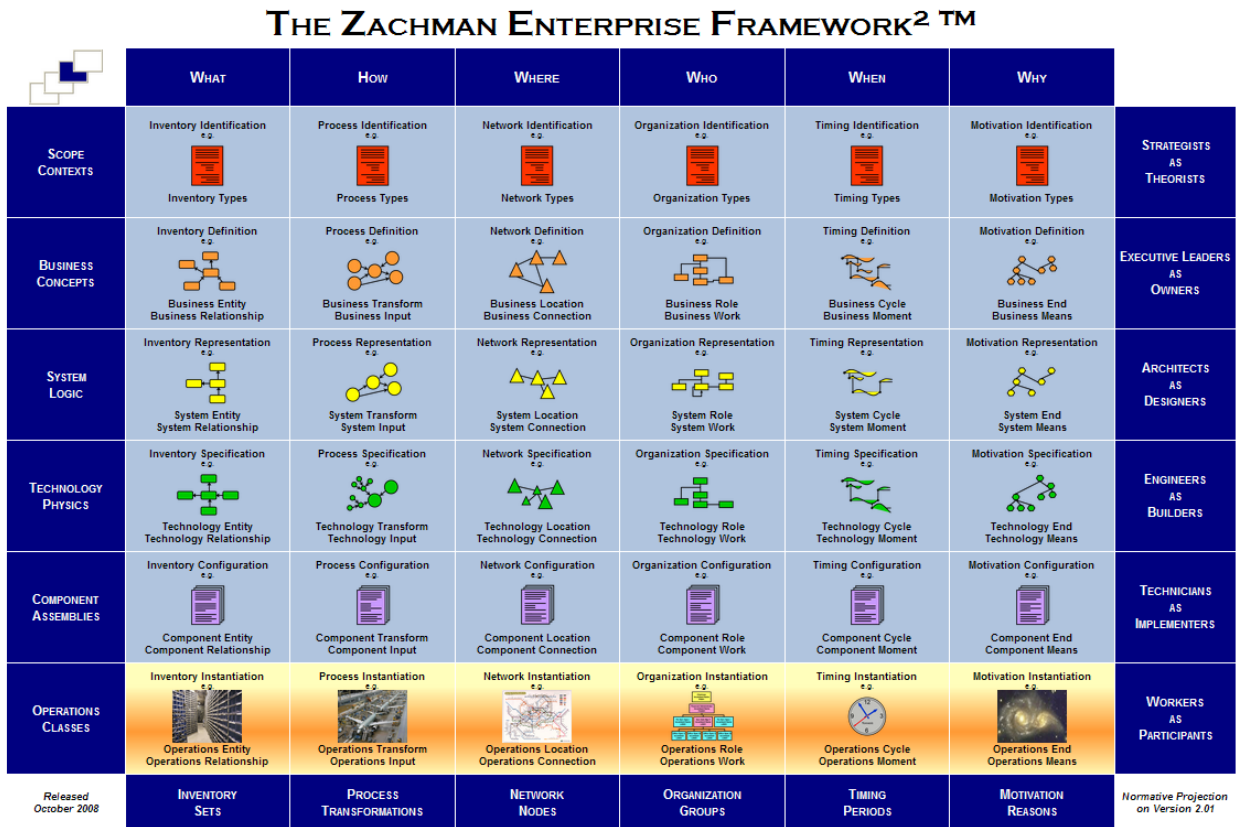 THE ZACHMAN ENTERPRISE FRAMEWORK² ™
WHAT
HOW
WHERE
WHO
WHEN
WHY
SCOPE
CONTEXTS
Inventory Identification
e.g.
Inventory Types
Process Identification
e.g.
Process Types
Network Identification
e.g.
Network Types
Organization Identification
e.g.
Organization Types
Timing Identification
e.g.
Timing Types
Motivation Identification
e.g.
Motivation Types
STRATEGISTS
AS
THEORISTS
BUSINESS
CONCEPTS
Inventory Definition
e.g.
Business Entity
Business Relationship
Process Definition
e.g.
Business Transform
Business Input
Network Definition
e.g.
Business Location
Business Connection
Organization Definition
e.g.
Business Role
Business Work
Timing Definition
e.g.
Business Cycle
Business Moment
Motivation Definition
e.g.
Business End
Business Means
EXECUTIVE LEADERS
AS
OWNERS
SYSTEM
LOGIC
Inventory Representation
e.g.
System Entity
System Relationship
Process Representation
e.g.
System Transform
System Input
Network Representation
e.g.
System Location
System Connection
Organization Representation
e.g.
System Role
System Work
Timing Representation
e.g.
System Cycle
System Moment
Motivation Representation
e.g.
System End
System Means
ARCHITECTS
AS
DESIGNERS
TECHNOLOGY
PHYSICS
Inventory Specification
e.g.
Technology Entity
Technology Relationship
Process Specification
e.g.
Technology Transform
Technology Input
Network Specification
e.g.
Technology Location
Technology Connection
Organization Specification
e.g.
Technology Role
Technology Work
Timing Specification
e.g.
Technology Cycle
Technology Moment
Motivation Specification
e.g.
Technology End
Technology Means
ENGINEERS
AS
BUILDERS
COMPONENT
ASSEMBLIES
Inventory Configuration
e.g.
Component Entity
Component Relationship
Process Configuration
e.g.
Component Transform
Component Input
Network Configuration
e.g.
Component Location
Component Connection
Organization Configuration
e.g.
Component Role
Component Work
Timing Configuration
e.g.
Component Cycle
Component Moment
Motivation Configuration
e.g.
Component End
Component Means
TECHNICIANS
AS
IMPLEMENTERS
OPERATIONS
CLASSES
Inventory Instantiation
e.g.
Operations Entity
Operations Relationship
Process Instantiation
e.g.
Operations Transform
Operations Input
Network Instantiation
e.g.
Operations Location
Operations Connection
Organization Instantiation
e.g.
Operations Role
Operations Work
Timing Instantiation
e.g.
Operations Cycle
Operations Moment
Motivation Instantiation
e.g.
Operations End
Operations Means
WORKERS
AS
PARTICIPANTS
Released
October 2008
INVENTORY
SETS
PROCESS
TRANSFORMATIONS
NETWORK
NODES
ORGANIZATION
GROUPS
TIMING
PERIODS
MOTIVATION
REASONS
Normative Projection
on Version 2.01